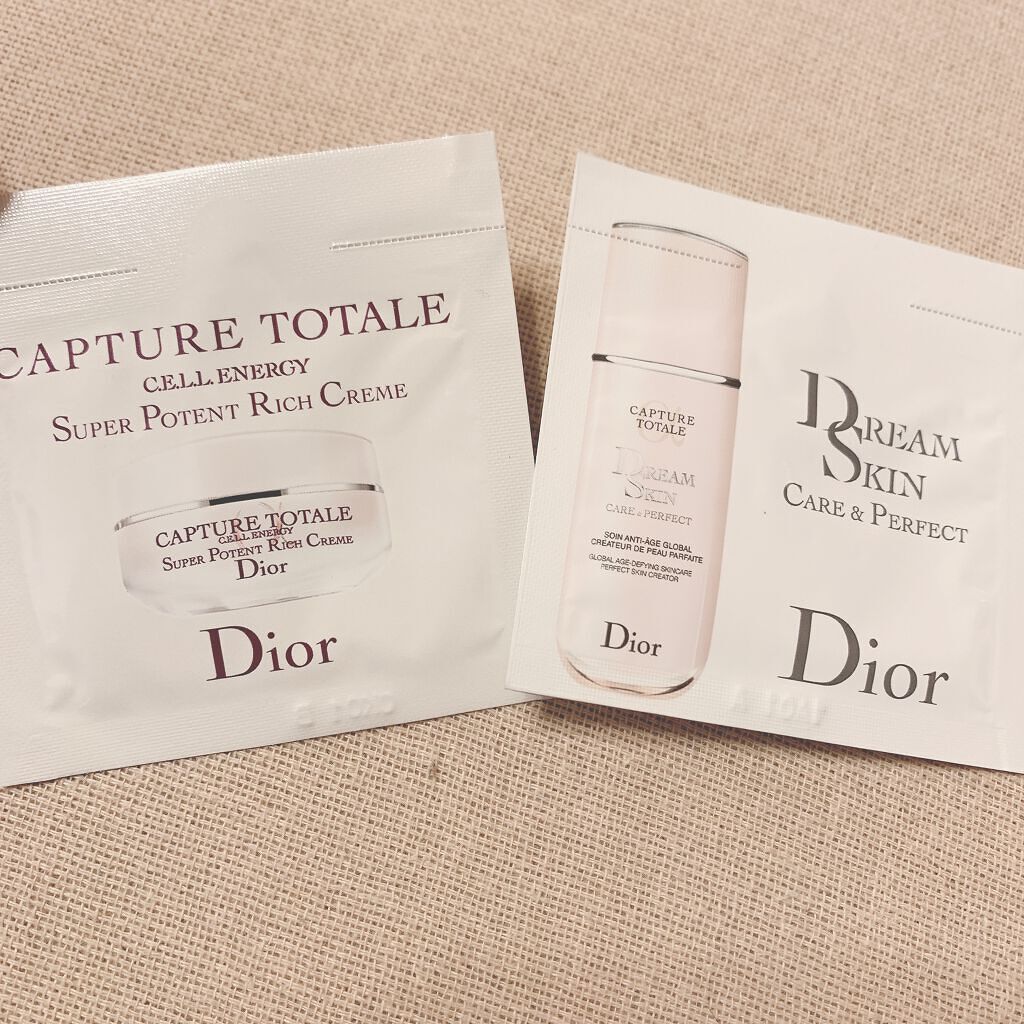 CAPTURE TOTALE
C.E.L.L. ENERGY
SUPER POTENT RICH CREME
CAPTURE TOTALE
C.E.L.L. ENERGY
SUPER POTENT RICH CREME
Dior
Dior
CAPTURE
TOTALE
DREAM
SKIN
CARE & PERFECT
SOIN ANTI-ÂGE GLOBAL
CRÉATEUR DE PEAU PARFAITE
GLOBAL AGE-DEFYING SKINCARE
PERFECT SKIN CREATOR
Dior
DREAM
SKIN
CARE & PERFECT
Dior